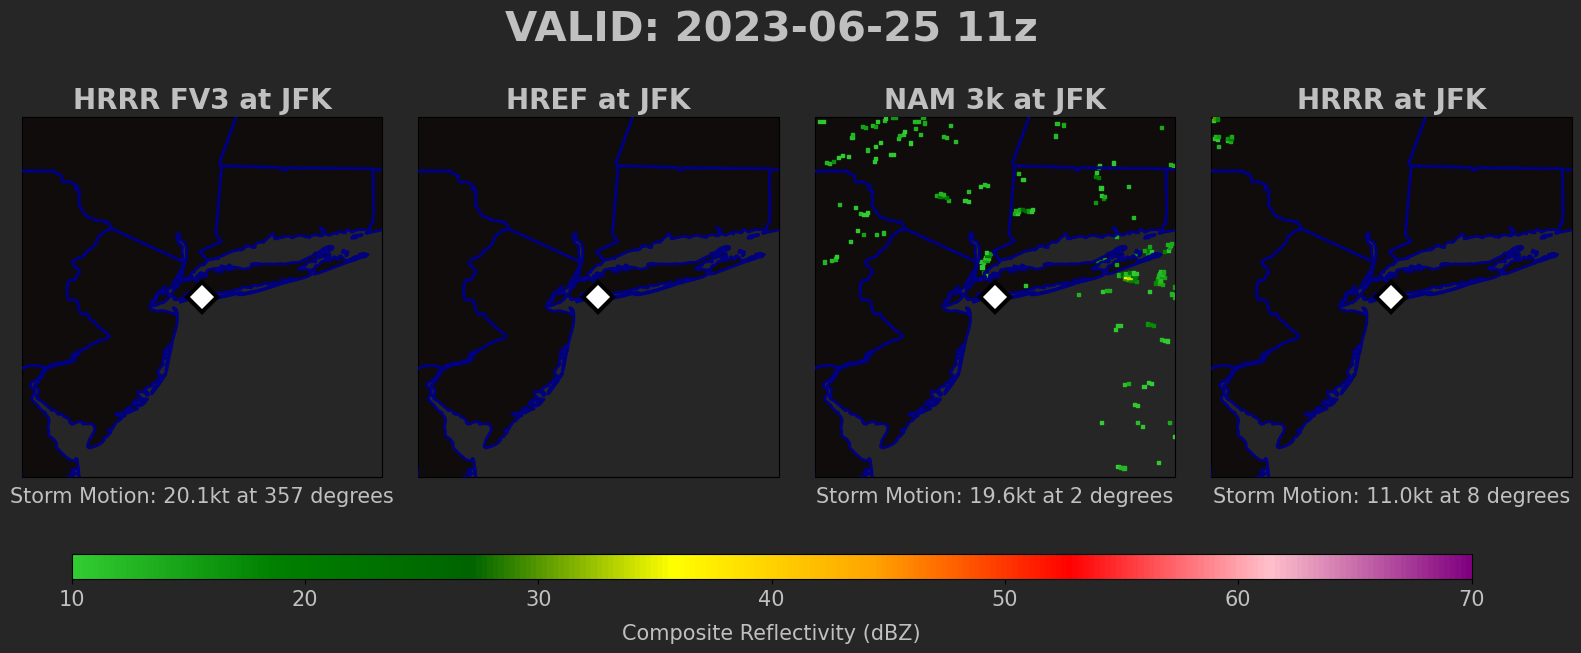 VALID: 2023-06-25 11z
HRRR FV3 at JFK
HREF at JFK
NAM 3k at JFK
HRRR at JFK
Storm Motion: 20.1kt at 357 degrees
Storm Motion: 19.6kt at 2 degrees
Storm Motion: 11.0kt at 8 degrees
10 20 30 40 50 60 70
Composite Reflectivity (dBZ)